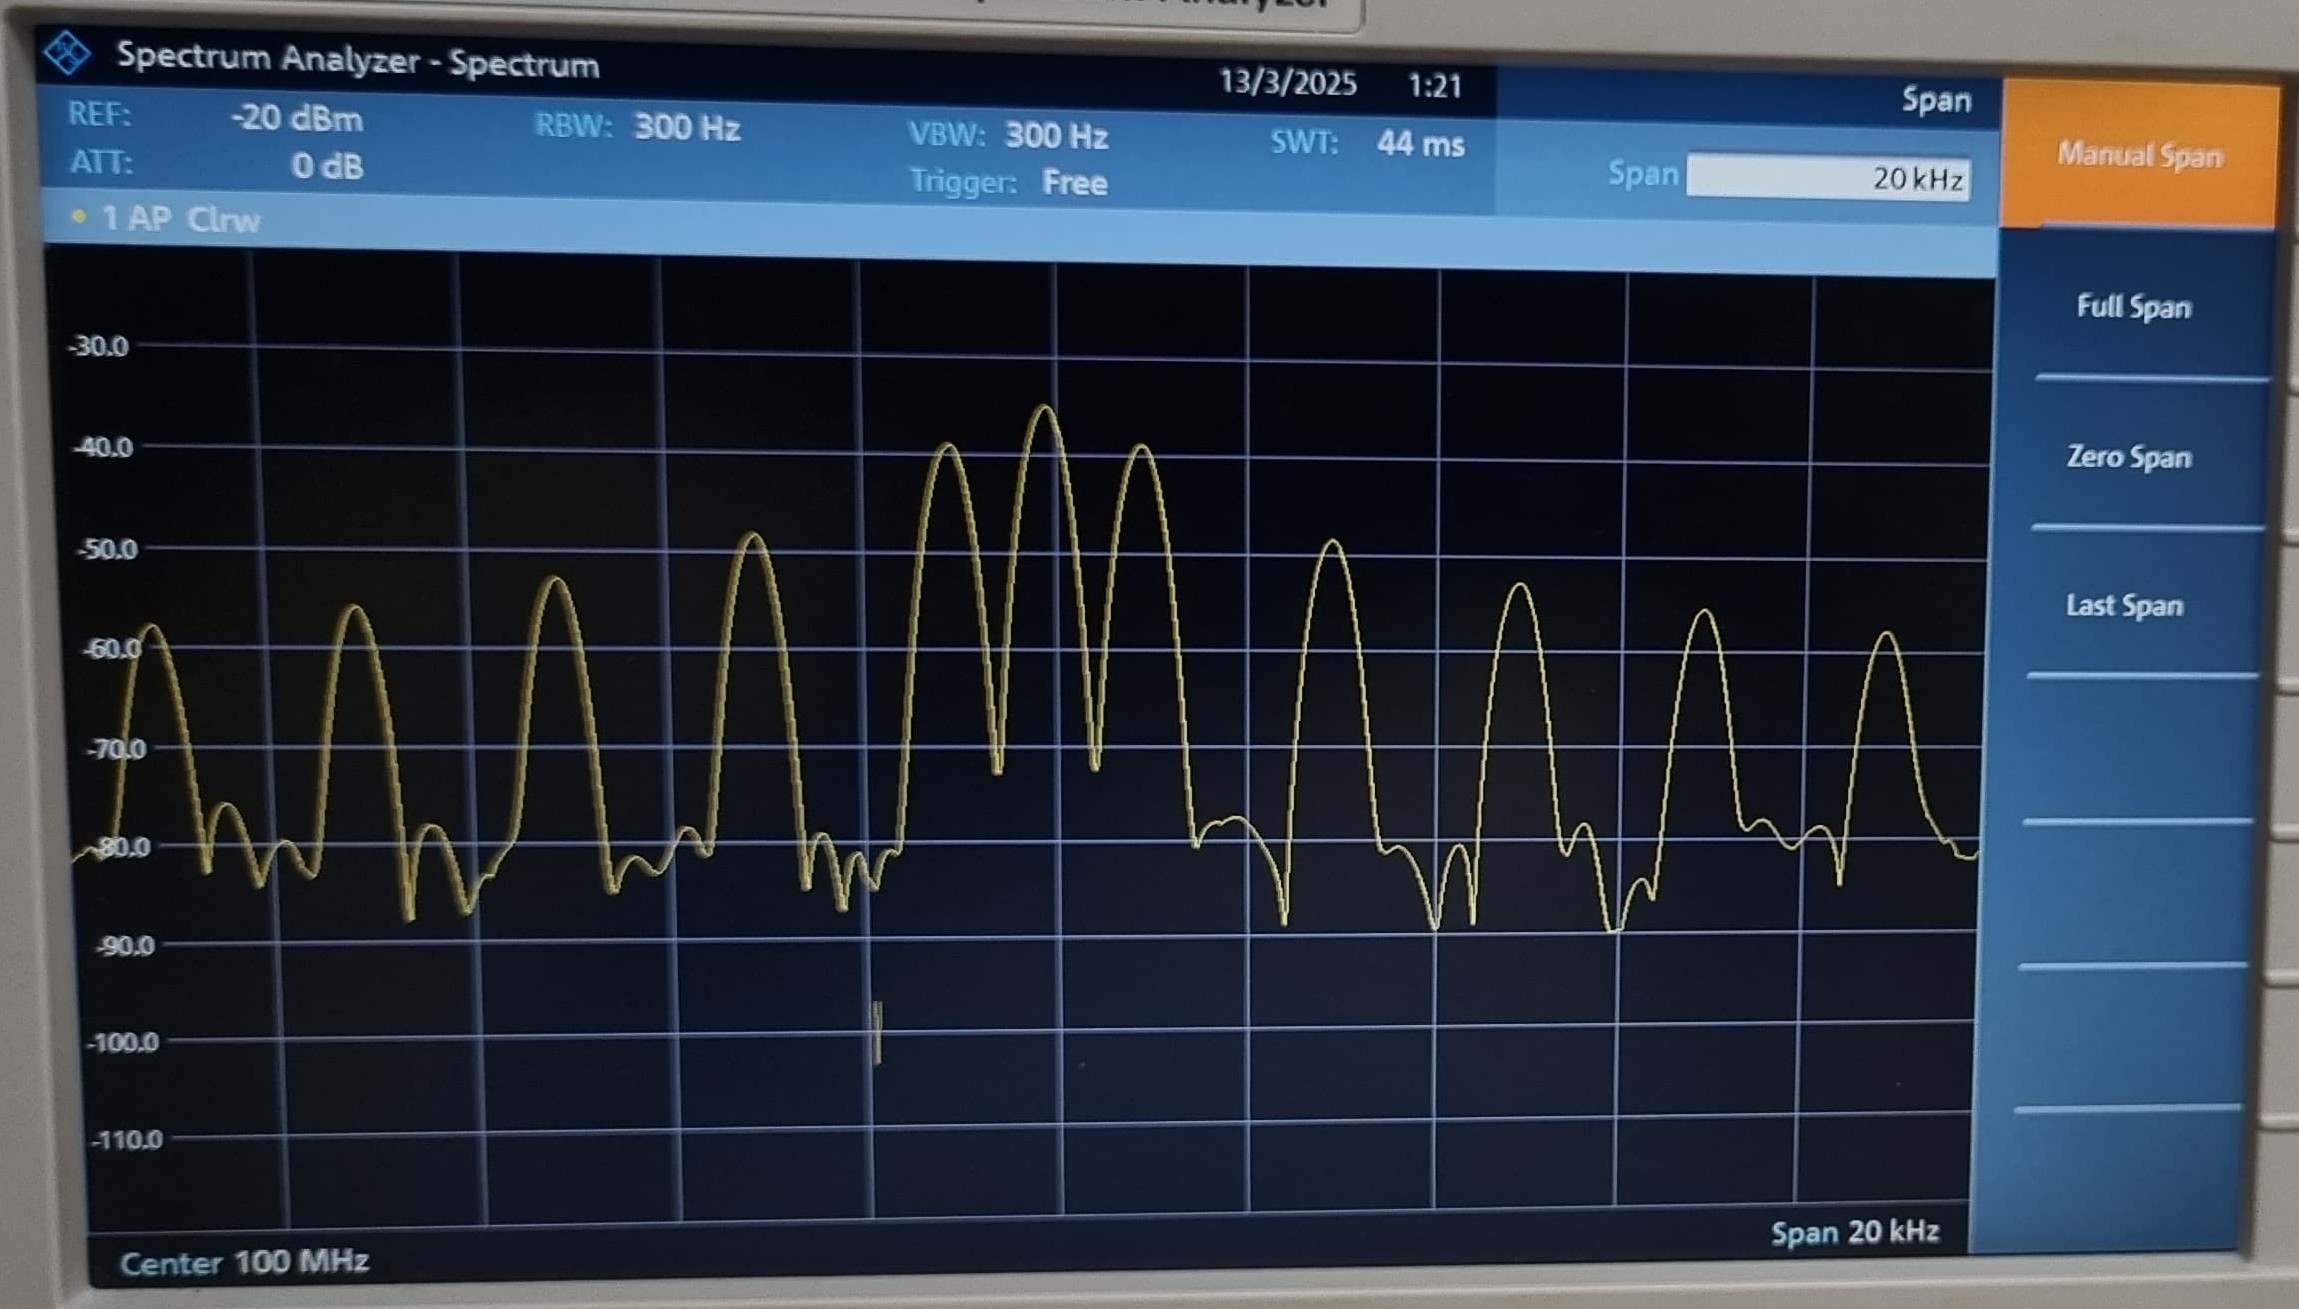 Analyzer
Spectrum Analyzer - Spectrum 13/3/2025 1:21 Span
REF: -20 dBm RBW: 300 Hz VBW: 300 Hz SWT: 44 ms
ATT: 0 dB Trigger: Free Span 20 kHz
1 AP Clrw
Manual Span
Full Span
Zero Span
Last Span
-30.0
-40.0
-50.0
-60.0
-70.0
-80.0
-90.0
-100.0
-110.0
Center 100 MHz Span 20 kHz